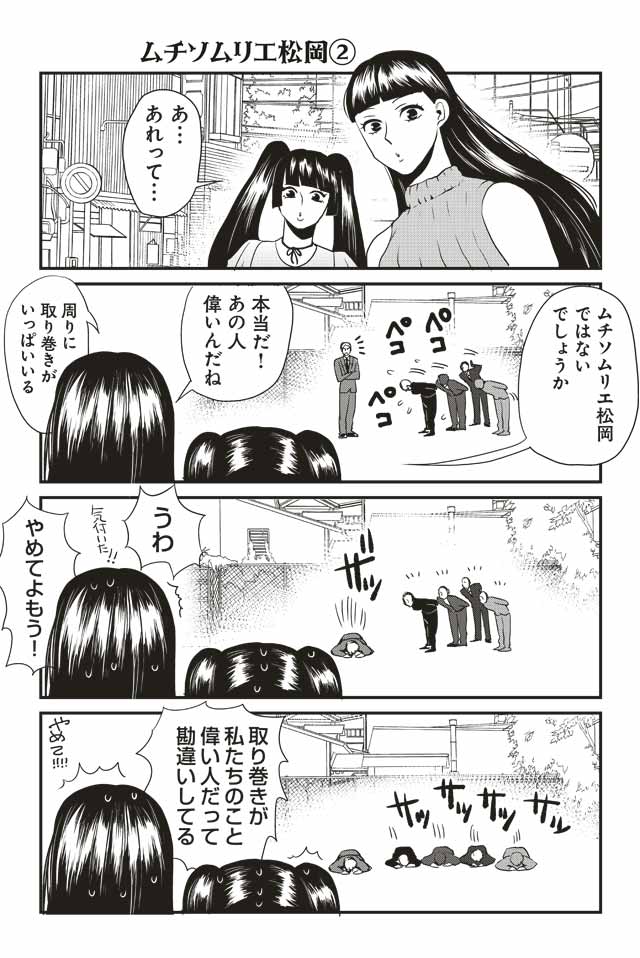 ムチソムリエ松岡②
あ…
あれって…
ムチソムリエ松岡
ではない
でしょうか
ペコ
ペコ
ペコ
本当だ！
あの人
偉いんだね
周りに
取り巻きが
いっぱいいる
ザッ
うわ
気付いた!!
やめてよもう！
ザッ
ザッ
ザッ
ザッ
取り巻きが
私たちのこと
偉い人だって
勘違いしてる
やめろ!!!!